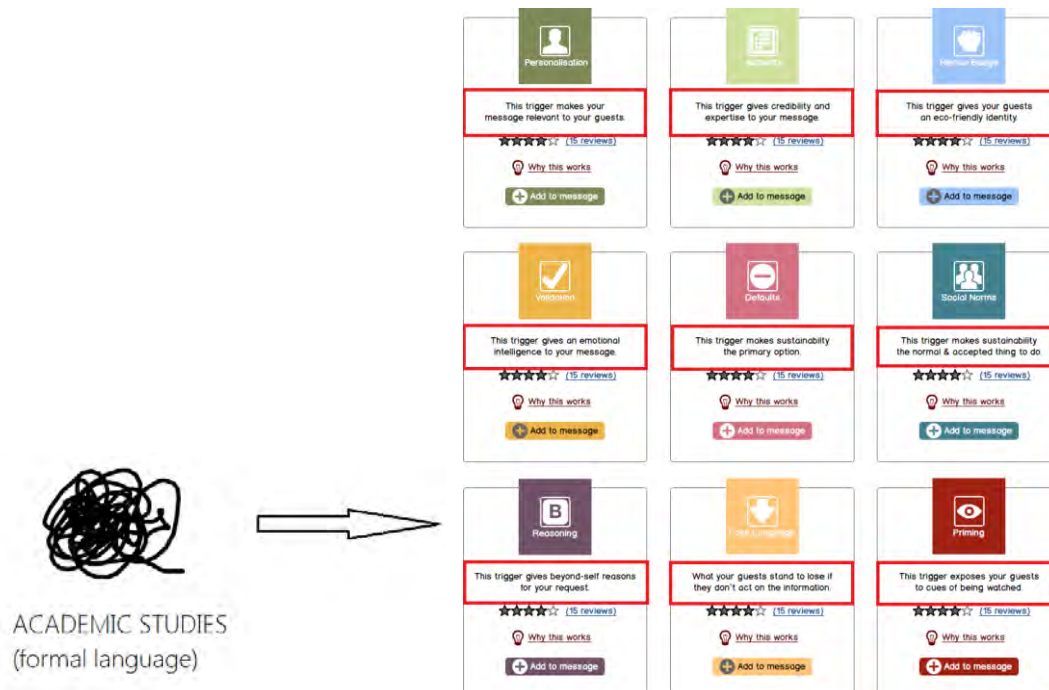 Personalisation
This trigger makes your
message relevant to your guests.
(15 reviews)
Why this works
Add to message
Authority
This trigger gives credibility and
expertise to your message.
(15 reviews)
Why this works
Add to message
This trigger gives your guests
an eco-friendly identity.
(15 reviews)
Why this works
Add to message
Validation
This trigger gives an emotional
intelligence to your message.
(15 reviews)
Why this works
Add to message
Defaults
This trigger makes sustainability
the primary option.
(15 reviews)
Why this works
Add to message
Social Norms
This trigger makes sustainability
the normal & accepted thing to do.
(15 reviews)
Why this works
Add to message
B
Reasoning
This trigger gives beyond-self reasons
for your request.
(15 reviews)
Why this works
Add to message
Loss Language
What your guests stand to lose if
they don't act on the information.
(15 reviews)
Why this works
Add to message
Priming
This trigger exposes your guests
to cues of being watched.
(15 reviews)
Why this works
Add to message
ACADEMIC STUDIES
(formal language)